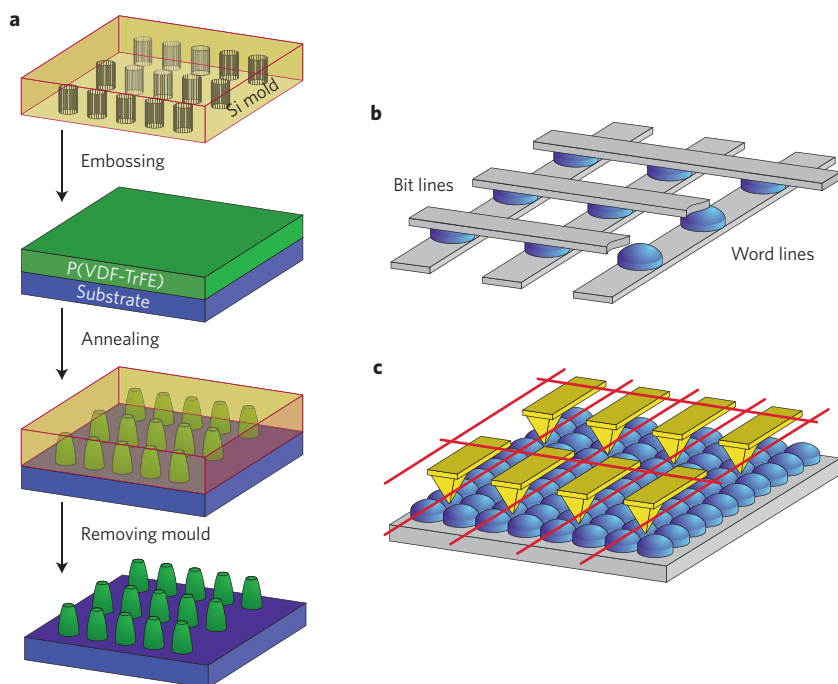 a
Si mold
Embossing
P(VDF-TrFE)
Substrate
Annealing
Removing mould
b
Bit lines
Word lines
c